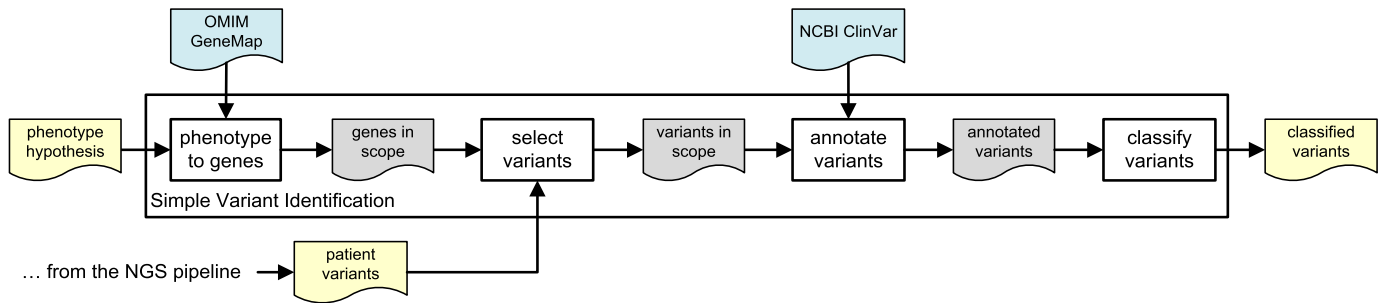 OMIM
GeneMap
NCBI ClinVar
phenotype
hypothesis
phenotype
to genes
genes in
scope
select
variants
variants in
scope
annotate
variants
annotated
variants
classify
variants
classified
variants
Simple Variant Identification
... from the NGS pipeline
patient
variants